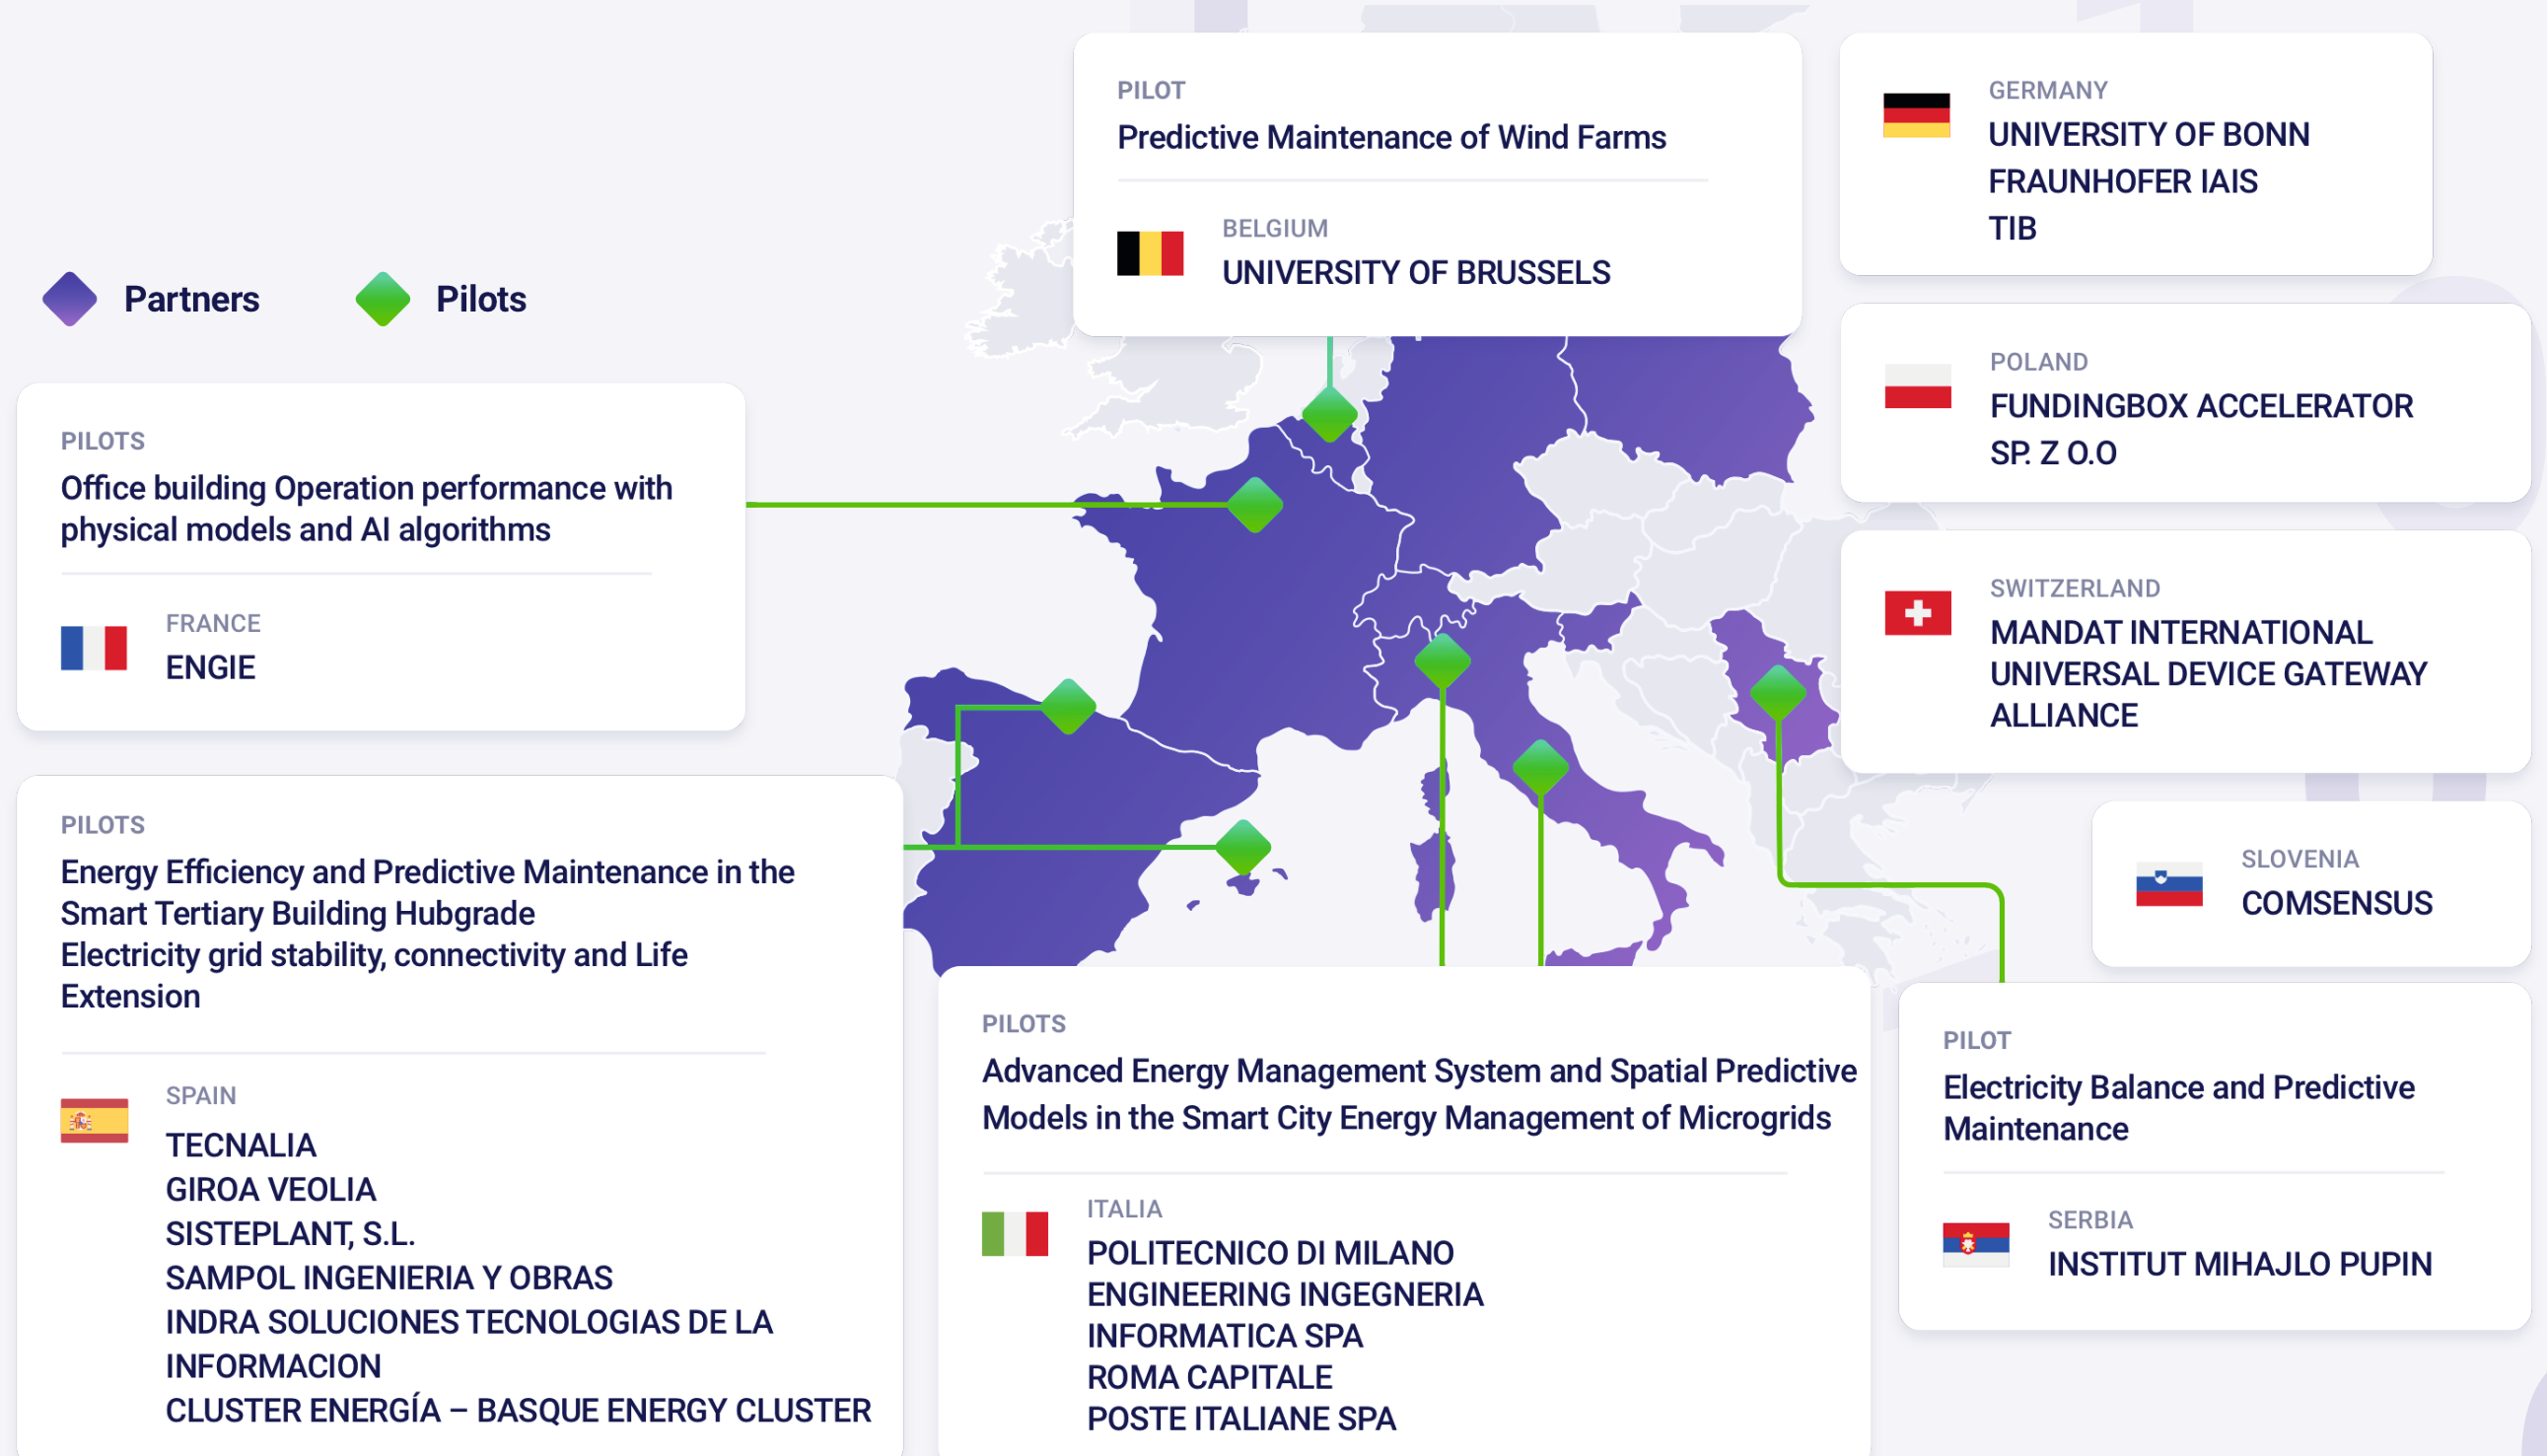 PILOT
Predictive Maintenance of Wind Farms
BELGIUM
UNIVERSITY OF BRUSSELS
GERMANY
UNIVERSITY OF BONN
FRAUNHOFER IAIS
TIB
Partners
Pilots
POLAND
FUNDINGBOX ACCELERATOR
SP. Z O.O
PILOTS
Office building Operation performance with
physical models and AI algorithms
FRANCE
ENGIE
SWITZERLAND
MANDAT INTERNATIONAL
UNIVERSAL DEVICE GATEWAY
ALLIANCE
PILOTS
Energy Efficiency and Predictive Maintenance in the
Smart Tertiary Building Hubgrade
Electricity grid stability, connectivity and Life
Extension
SPAIN
TECNALIA
GIROA VEOLIA
SISTEPLANT, S.L.
SAMPOL INGENIERIA Y OBRAS
INDRA SOLUCIONES TECNOLOGIAS DE LA
INFORMACION
CLUSTER ENERGÍA – BASQUE ENERGY CLUSTER
SLOVENIA
COMSENSUS
PILOTS
Advanced Energy Management System and Spatial Predictive
Models in the Smart City Energy Management of Microgrids
ITALIA
POLITECNICO DI MILANO
ENGINEERING INGEGNERIA
INFORMATICA SPA
ROMA CAPITALE
POSTE ITALIANE SPA
PILOT
Electricity Balance and Predictive
Maintenance
SERBIA
INSTITUT MIHAJLO PUPIN